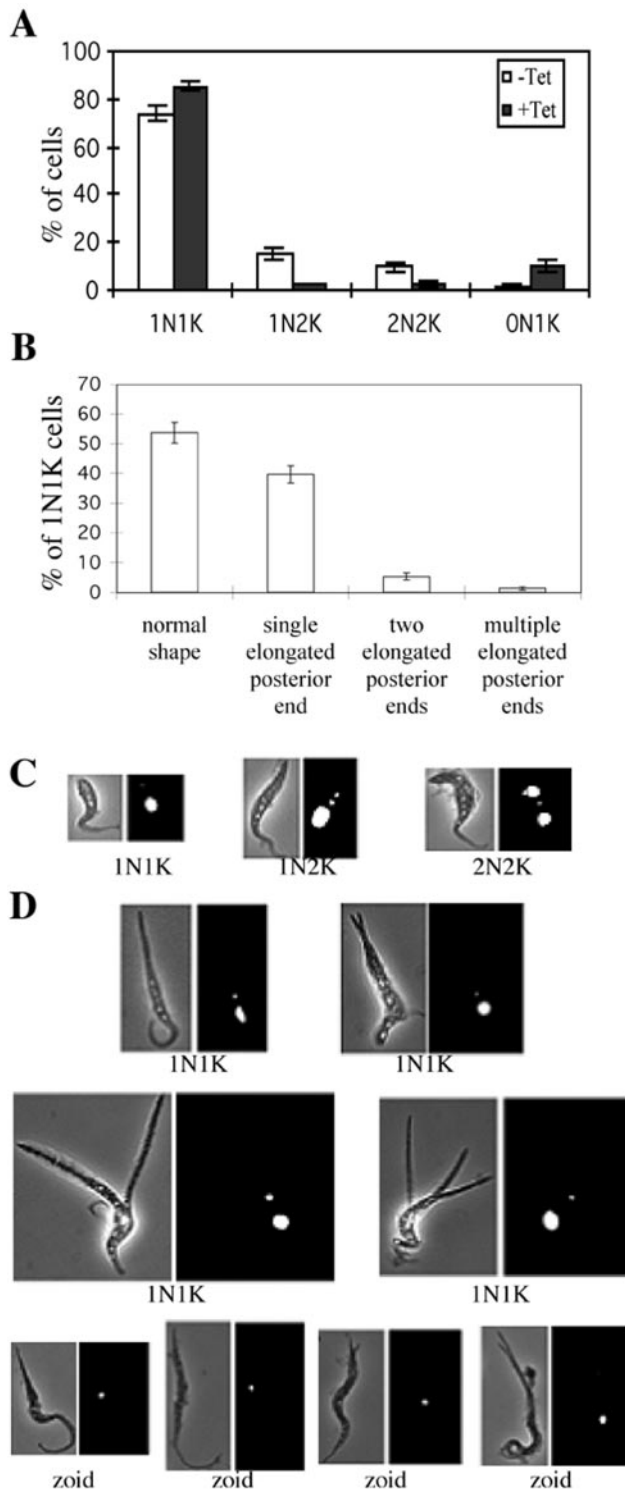 A
100
80
60
40
20
0
% of cells
-Tet
+Tet
1N1K 1N2K 2N2K 0N1K
B
70
60
50
40
30
20
10
0
% of 1N1K cells
normal shape
single elongated posterior end
two elongated posterior ends
multiple elongated posterior ends
C
1N1K 1N2K 2N2K
D
1N1K 1N1K
1N1K 1N1K
zoid zoid zoid zoid